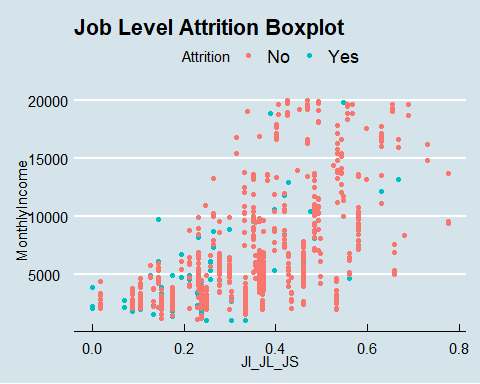 Job Level Attrition Boxplot
Attrition No Yes
20000
15000
10000
5000
MonthlyIncome
0.0 0.2 0.4 0.6 0.8
JI_JL_JS